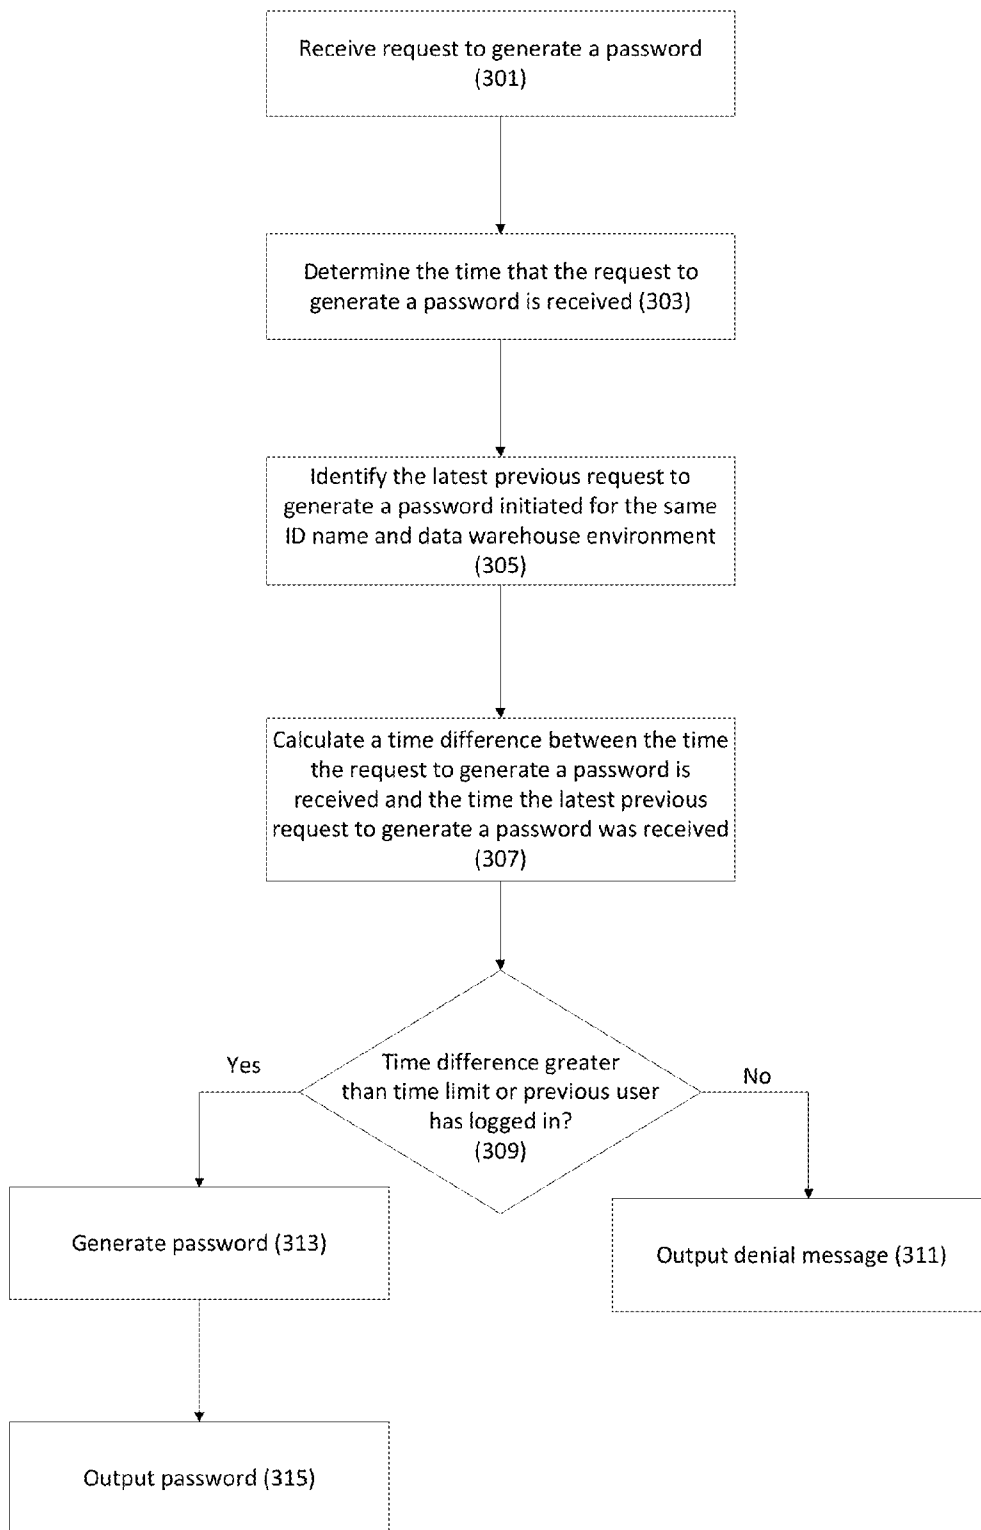 Receive request to generate a password
(301)
Determine the time that the request to
generate a password is received (303)
Identify the latest previous request to
generate a password initiated for the same
ID name and data warehouse environment
(305)
Calculate a time difference between the time
the request to generate a password is
received and the time the latest previous
request to generate a password was received
(307)
Time difference greater
than time limit or previous user
has logged in?
(309)
Yes
No
Generate password (313)
Output denial message (311)
Output password (315)